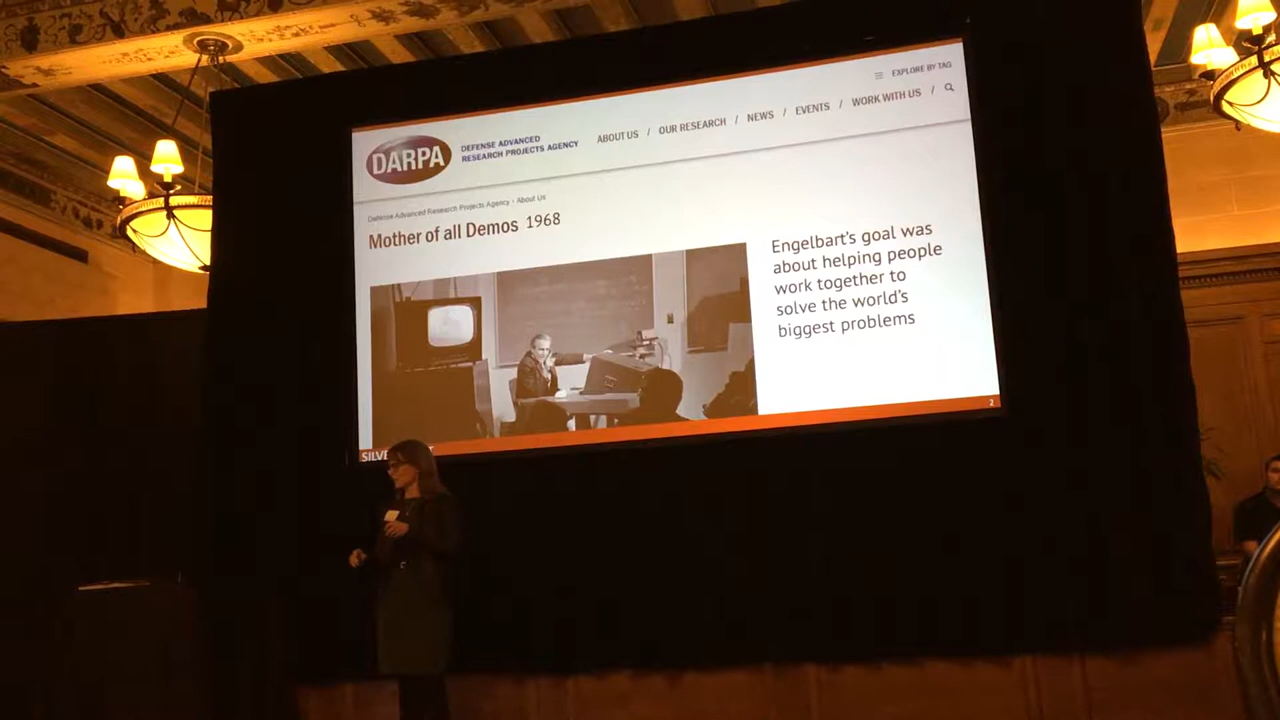 EXPLORE BY TAG
DARPA
DEFENSE ADVANCED
RESEARCH PROJECTS AGENCY
ABOUT US / OUR RESEARCH / NEWS / EVENTS / WORK WITH US /
Defense Advanced Research Projects Agency › About Us
Mother of all Demos 1968
Engelbart's goal was
about helping people
work together to
solve the world's
biggest problems
2